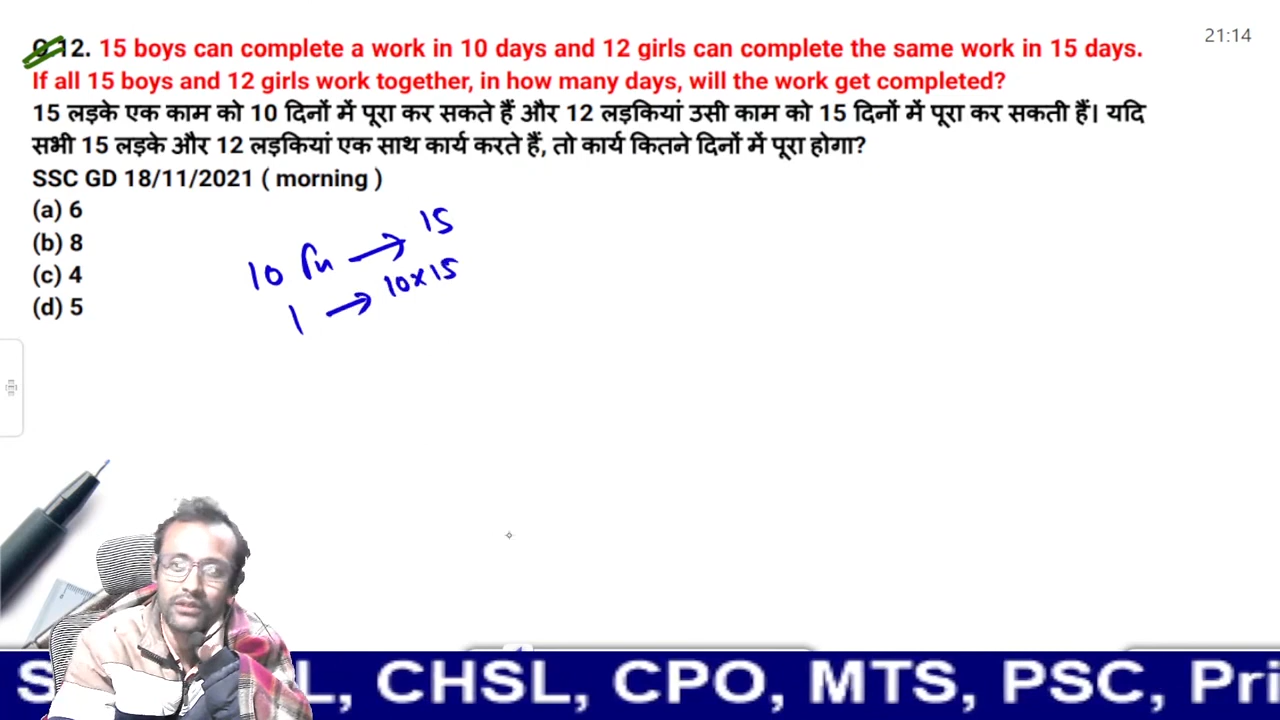 21:14
Q.12. 15 boys can complete a work in 10 days and 12 girls can complete the same work in 15 days.
If all 15 boys and 12 girls work together, in how many days, will the work get completed?
15 लड़के एक काम को 10 दिनों में पूरा कर सकते हैं और 12 लड़कियां उसी काम को 15 दिनों में पूरा कर सकती हैं। यदि
सभी 15 लड़के और 12 लड़कियां एक साथ कार्य करते हैं, तो कार्य कितने दिनों में पूरा होगा?
SSC GD 18/11/2021 ( morning )
(a) 6
(b) 8
(c) 4
(d) 5
10 → 15
1 → 10×15
CHSL, CPO, MTS, PSC,